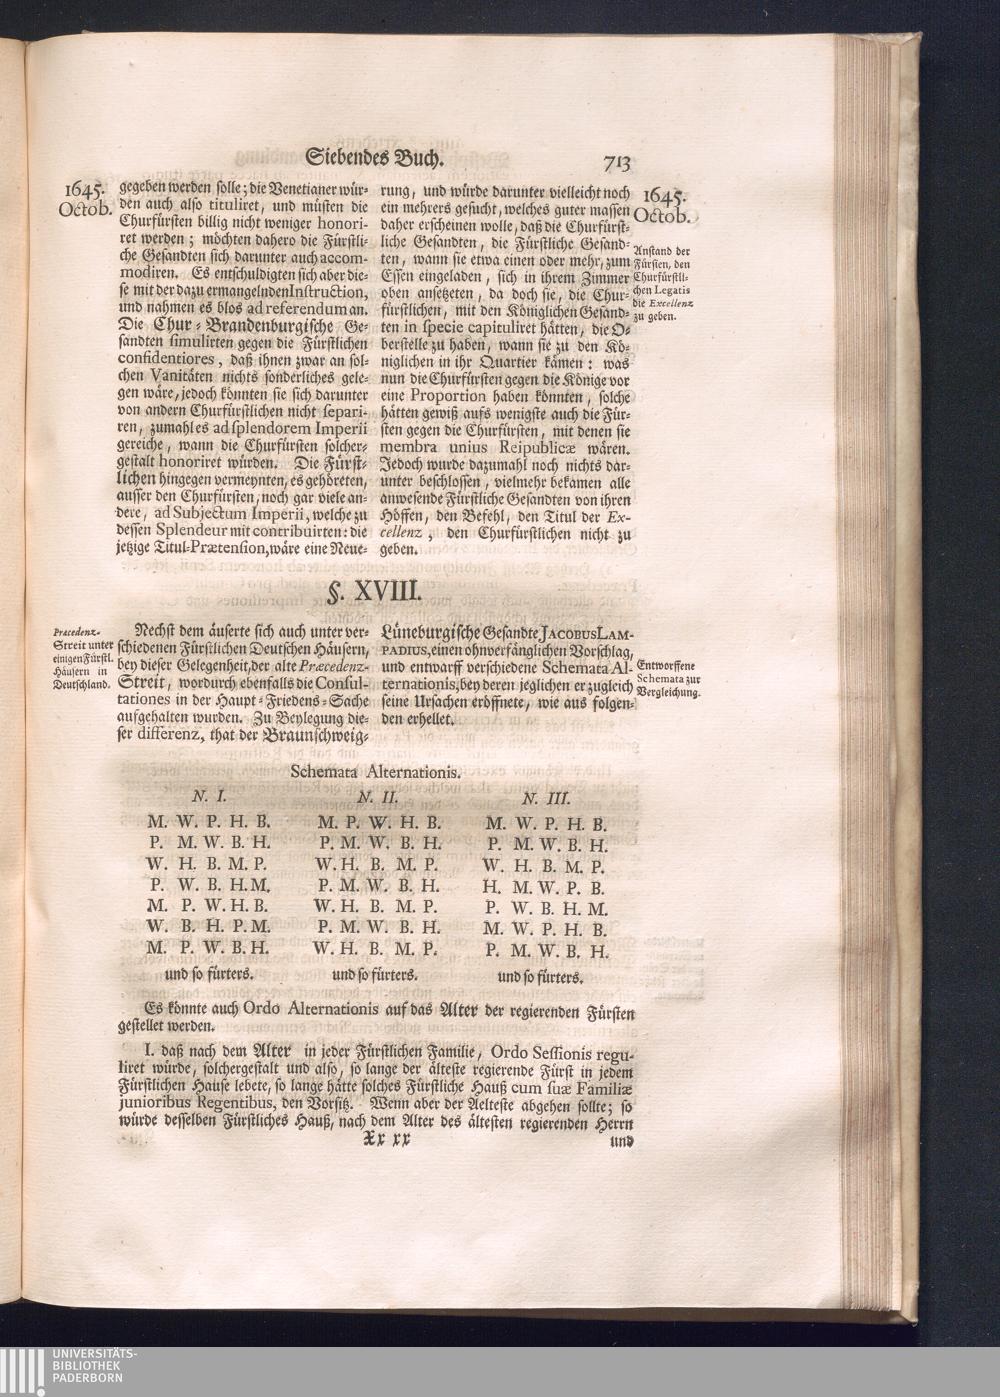 Siebendes Buch. 713
1645.
Octob.
gegeben werden solle; die Venetianer wür-
den auch also tituliret, und müsten die
Churfürsten billig nicht weniger honori-
ret werden; möchten dahero die Fürstli-
che Gesandten sich darunter auch accom-
modiren. Es entschuldigten sich aber die-
se mit der dazu ermangelnden Instruction,
und nahmen es blos ad referendum an.
Die Chur-Brandenburgische Ge-
sandten simulirten gegen die Fürstlichen
confidentiores, daß ihnen zwar an sol-
chen Vanitäten nichts sonderliches gele-
gen wäre, jedoch könnten sie sich darunter
von andern Churfürstlichen nicht separi-
ren, zumahl es ad splendorem Imperii
gereiche, wann die Churfürsten solcher-
gestalt honoriret würden. Die Fürst-
lichen hingegen vermeynten, es gehöreten,
ausser den Churfürsten, noch gar viele an-
dere, ad Subjectum Imperii, welche zu
dessen Splendeur mit contribuirten: die
jetzige Titul-Prætension, wäre eine Neue-
rung, und würde darunter vielleicht noch
ein mehrers gesucht, welches guter massen
daher erscheinen wolle, daß die Churfürst-
liche Gesandten, die Fürstliche Gesand-
ten, wann sie etwa einen oder mehr, zum
Essen eingeladen, sich in ihrem Zimmer
oben ansetzeten, da doch sie, die Chur-
fürstlichen, mit den Königlichen Gesand-
ten in specie capituliret hätten, die O-
berstelle zu haben, wann sie zu den Kö-
niglichen in ihr Quartier kämen: was
nun die Churfürsten gegen die Könige vor
eine Proportion haben könnten, solche
hätten gewiß aufs wenigste auch die Für-
sten gegen die Churfürsten, mit denen sie
membra unius Reipublicæ wären.
Jedoch wurde dazumahl noch nichts dar-
unter beschlossen, vielmehr bekamen alle
anwesende Fürstliche Gesandten von ihren
Höffen, den Befehl, den Titul der Ex-
cellenz, den Churfürstlichen nicht zu
geben.
1645.
Octob.
Anstand der
Fürsten, den
Churfürstli-
chen Legatis
die Excellenz
zu geben.
§. XVIII.
Præcedenz-
Streit unter
einigen Fürstl.
Häusern in
Deutschland.
Nechst dem äuserte sich auch unter ver-
schiedenen Fürstlichen Deutschen Häusern,
bey dieser Gelegenheit, der alte Præcedenz-
Streit, wordurch ebenfalls die Consul-
tationes in der Haupt-Friedens-Sache
aufgehalten wurden. Zu Beylegung die-
ser differenz, that der Braunschweig-
Lüneburgische Gesandte JACOBUS LAM-
PADIUS, einen ohnverfänglichen Vorschlag,
und entwarff verschiedene Schemata Al-
ternationis, bey deren jeglichen er zugleich
seine Ursachen eröffnete, wie aus folgen-
den erhellet.
Entworffene
Schemata zur
Vergleichung.
Schemata Alternationis.
N. I.
M. W. P. H. B.
P. M. W. B. H.
W. H. B. M. P.
P. W. B. H. M.
M. P. W. H. B.
W. B. H. P. M.
M. P. W. B. H.
und so fürters.
N. II.
M. P. W. H. B.
P. M. W. B. H.
W. H. B. M. P.
P. M. W. B. H.
W. H. B. M. P.
P. M. W. B. H.
W. H. B. M. P.
und so fürters.
N. III.
M. W. P. H. B.
P. M. W. B. H.
W. H. B. M. P.
H. M. W. P. B.
P. W. B. H. M.
M. W. P. H. B.
P. M. W. B. H.
und so fürters.
Es könnte auch Ordo Alternationis auf das Alter der regierenden Fürsten
gestellet werden.
I. daß nach dem Alter in jeder Fürstlichen Familie, Ordo Sessionis regu-
liret würde, solchergestalt und also, so lange der älteste regierende Fürst in jedem
Fürstlichen Hause lebete, so lange hätte solches Fürstliche Hauß cum suæ Familiæ
junioribus Regentibus, den Vorsitz. Wenn aber der Aelteste abgehen sollte; so
würde desselben Fürstliches Hauß, nach dem Alter des ältesten regierenden Herrn
Xx xx und
UNIVERSITÄTS-
BIBLIOTHEK
PADERBORN